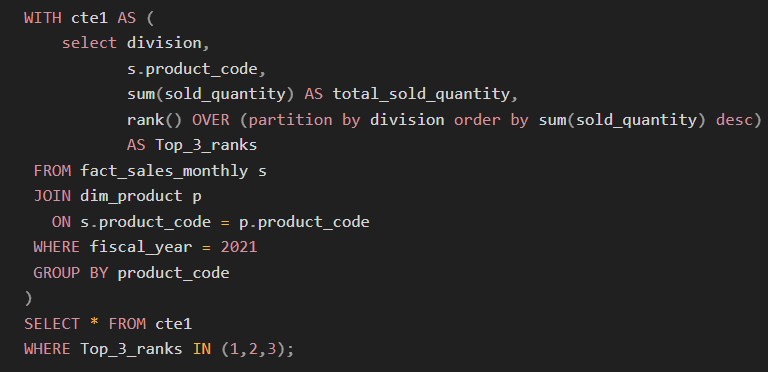 WITH cte1 AS (
select division,
s.product_code,
sum(sold_quantity) AS total_sold_quantity,
rank() OVER (partition by division order by sum(sold_quantity) desc)
AS Top_3_ranks
FROM fact_sales_monthly s
JOIN dim_product p
ON s.product_code = p.product_code
WHERE fiscal_year = 2021
GROUP BY product_code
)
SELECT * FROM cte1
WHERE Top_3_ranks IN (1,2,3);